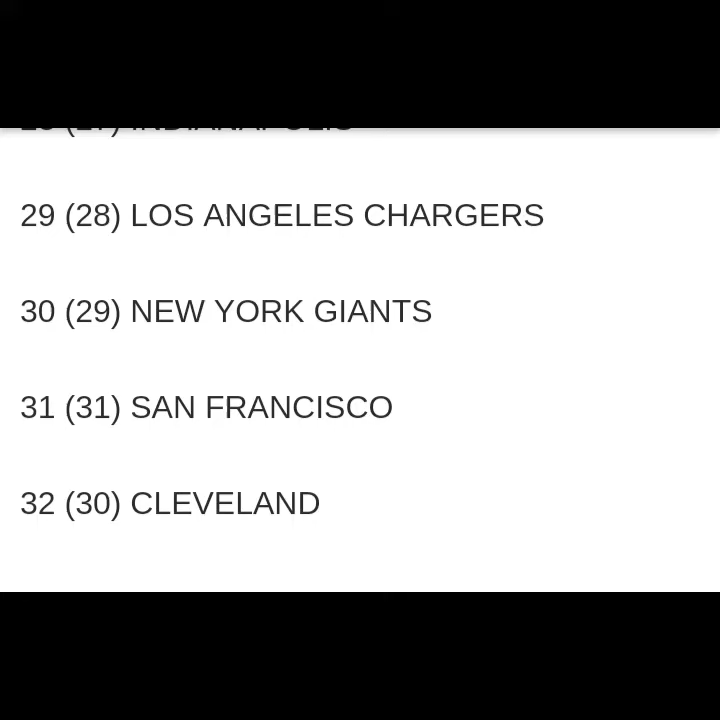 29 (28) LOS ANGELES CHARGERS
30 (29) NEW YORK GIANTS
31 (31) SAN FRANCISCO
32 (30) CLEVELAND